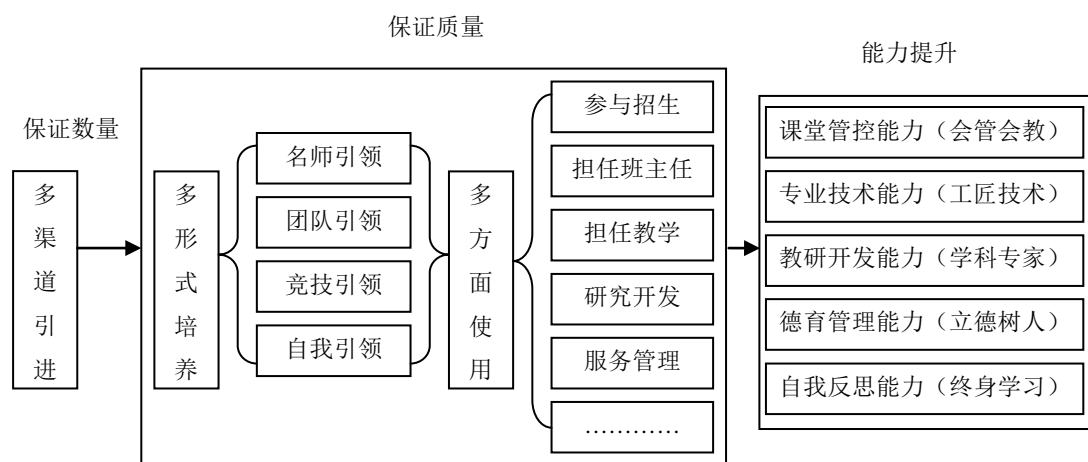 保证质量
能力提升
保证数量
多渠道引进
多形式培养
名师引领
团队引领
竞技引领
自我引领
多方面使用
参与招生
担任班主任
担任教学
研究开发
服务管理
…………
课堂管控能力（会管会教）
专业技术能力（工匠技术）
教研开发能力（学科专家）
德育管理能力（立德树人）
自我反思能力（终身学习）